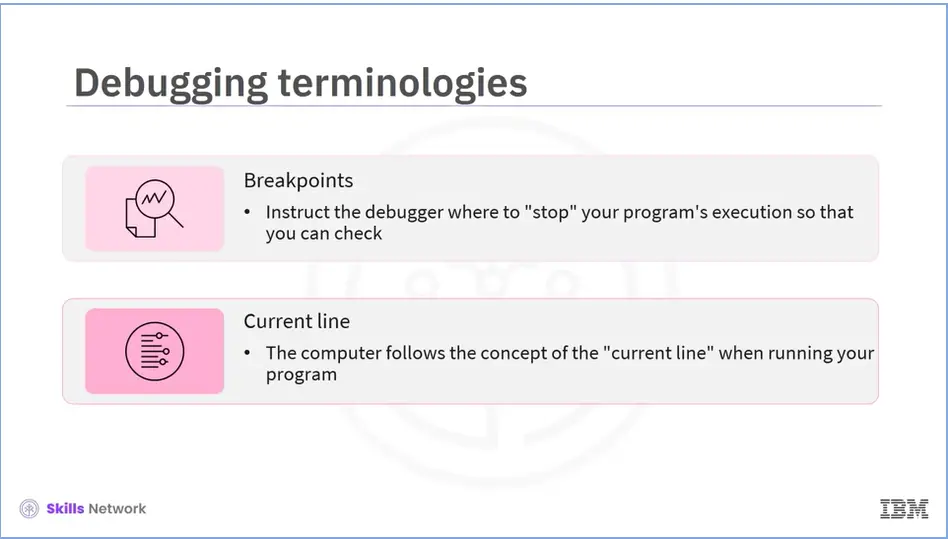 Debugging terminologies
Breakpoints
• Instruct the debugger where to "stop" your program's execution so that
you can check
Current line
• The computer follows the concept of the "current line" when running your
program
Skills Network
IBM